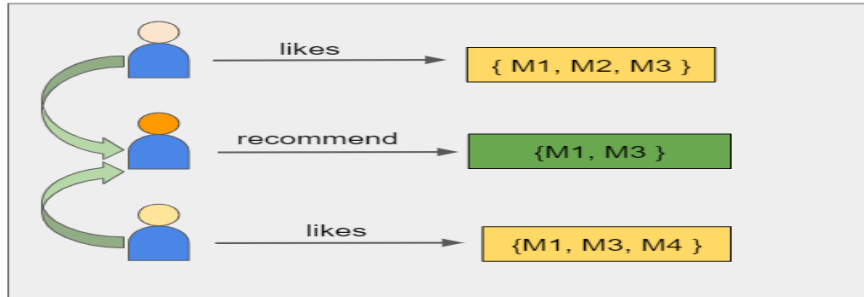 likes
{ M1, M2, M3 }
recommend
{M1, M3 }
likes
{M1, M3, M4 }